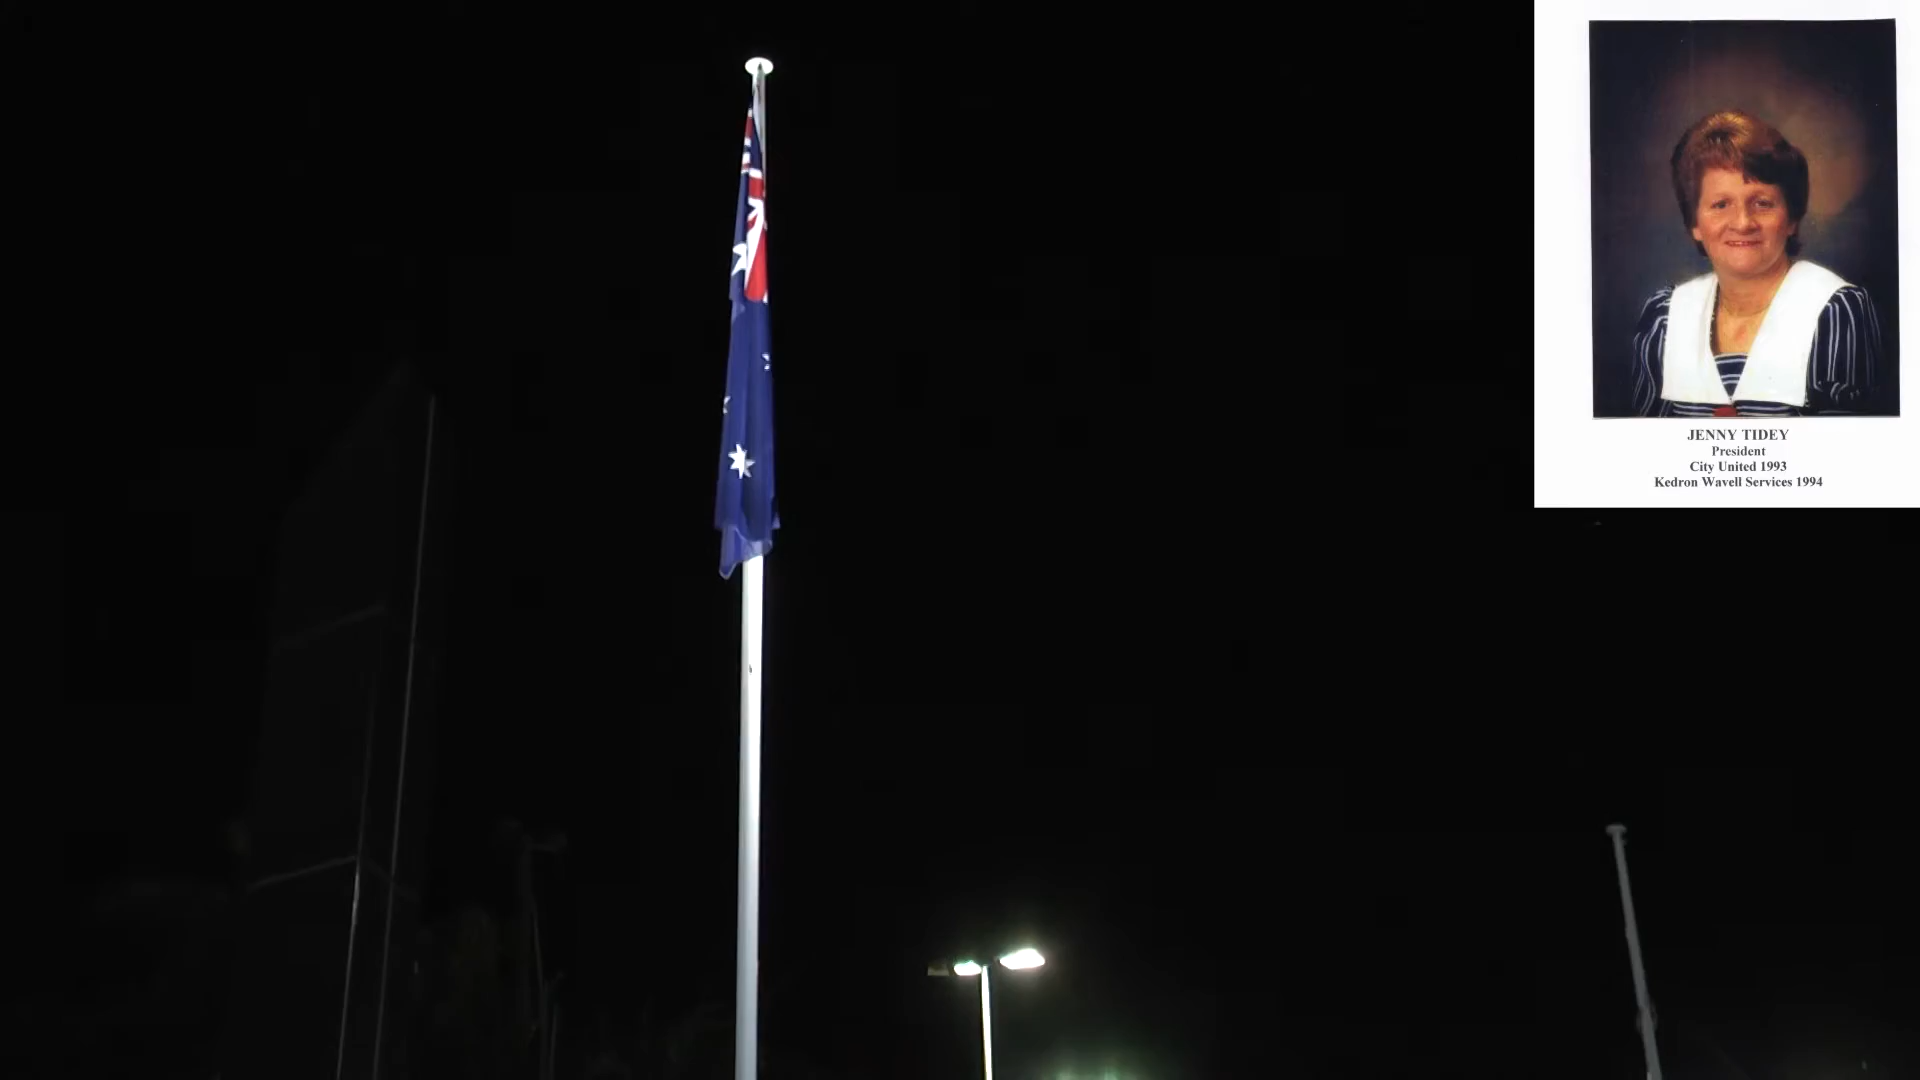 JENNY TIDEY
President
City United 1993
Kedron Wavell Services 1994